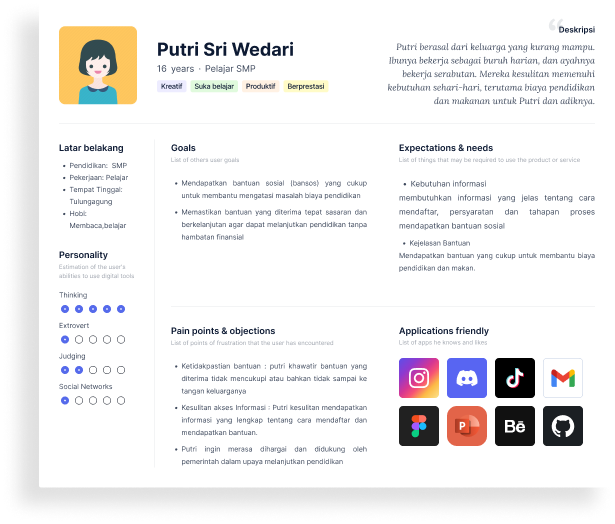 Putri Sri Wedari
16 years · Pelajar SMP
Kreatif Suka belajar Produktif Berprestasi
Deskripsi
Putri berasal dari keluarga yang kurang mampu.
Ibunya bekerja sebagai buruh harian, dan ayahnya
bekerja serabutan. Mereka kesulitan memenuhi
kebutuhan sehari-hari, terutama biaya pendidikan
dan makanan untuk Putri dan adiknya.
Latar belakang
• Pendidikan: SMP
• Pekerjaan: Pelajar
• Tempat Tinggal:
Tulungagung
• Hobi:
Membaca,belajar
Personality
Estimation of the user's
abilities to use digital tools
Thinking
Extrovert
Judging
Social Networks
Goals
List of nthers user goals
• Mendapatkan bantuan sosial (bansos) yang cukup
untuk membantu mengatasi masalah biaya pendidikan
• Memastikan bantuan yang diterima tepat sasaran dan
berkelanjutan agar dapat melanjutkan pendidikan tanpa
hambatan finansial
Expectations & needs
List of things that may be required to use the product or service
• Kebutuhan informasi
membutuhkan informasi yang jelas tentang cara
mendaftar, persyaratan dan tahapan proses
mendapatkan bantuan sosial
• Kejelasan Bantuan
Mendapatkan bantuan yang cukup untuk membantu biaya
pendidikan dan makan.
Pain points & objections
List of points of frustration that the user has encountered
• Ketidakpastian bantuan : putri khawatir bantuan yang
diterima tidak mencukupi atau bahkan tidak sampai ke
tangan keluarganya
• Kesulitan akses Informasi : Putri kesulitan mendapatkan
informasi yang lengkap tentang cara mendaftar dan
mendapatkan bantuan.
• Putri ingin merasa dihargai dan didukung oleh
pemerintah dalam upaya melanjutkan pendidikan
Applications friendly
List of apps he knows and likes
P
Bē